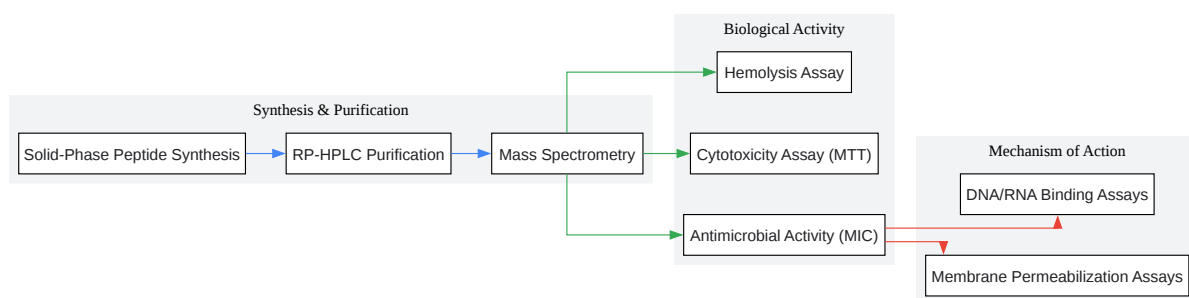 Biological Activity
Hemolysis Assay
Synthesis & Purification
Solid-Phase Peptide Synthesis
RP-HPLC Purification
Mass Spectrometry
Cytotoxicity Assay (MTT)
Antimicrobial Activity (MIC)
Mechanism of Action
DNA/RNA Binding Assays
Membrane Permeabilization Assays